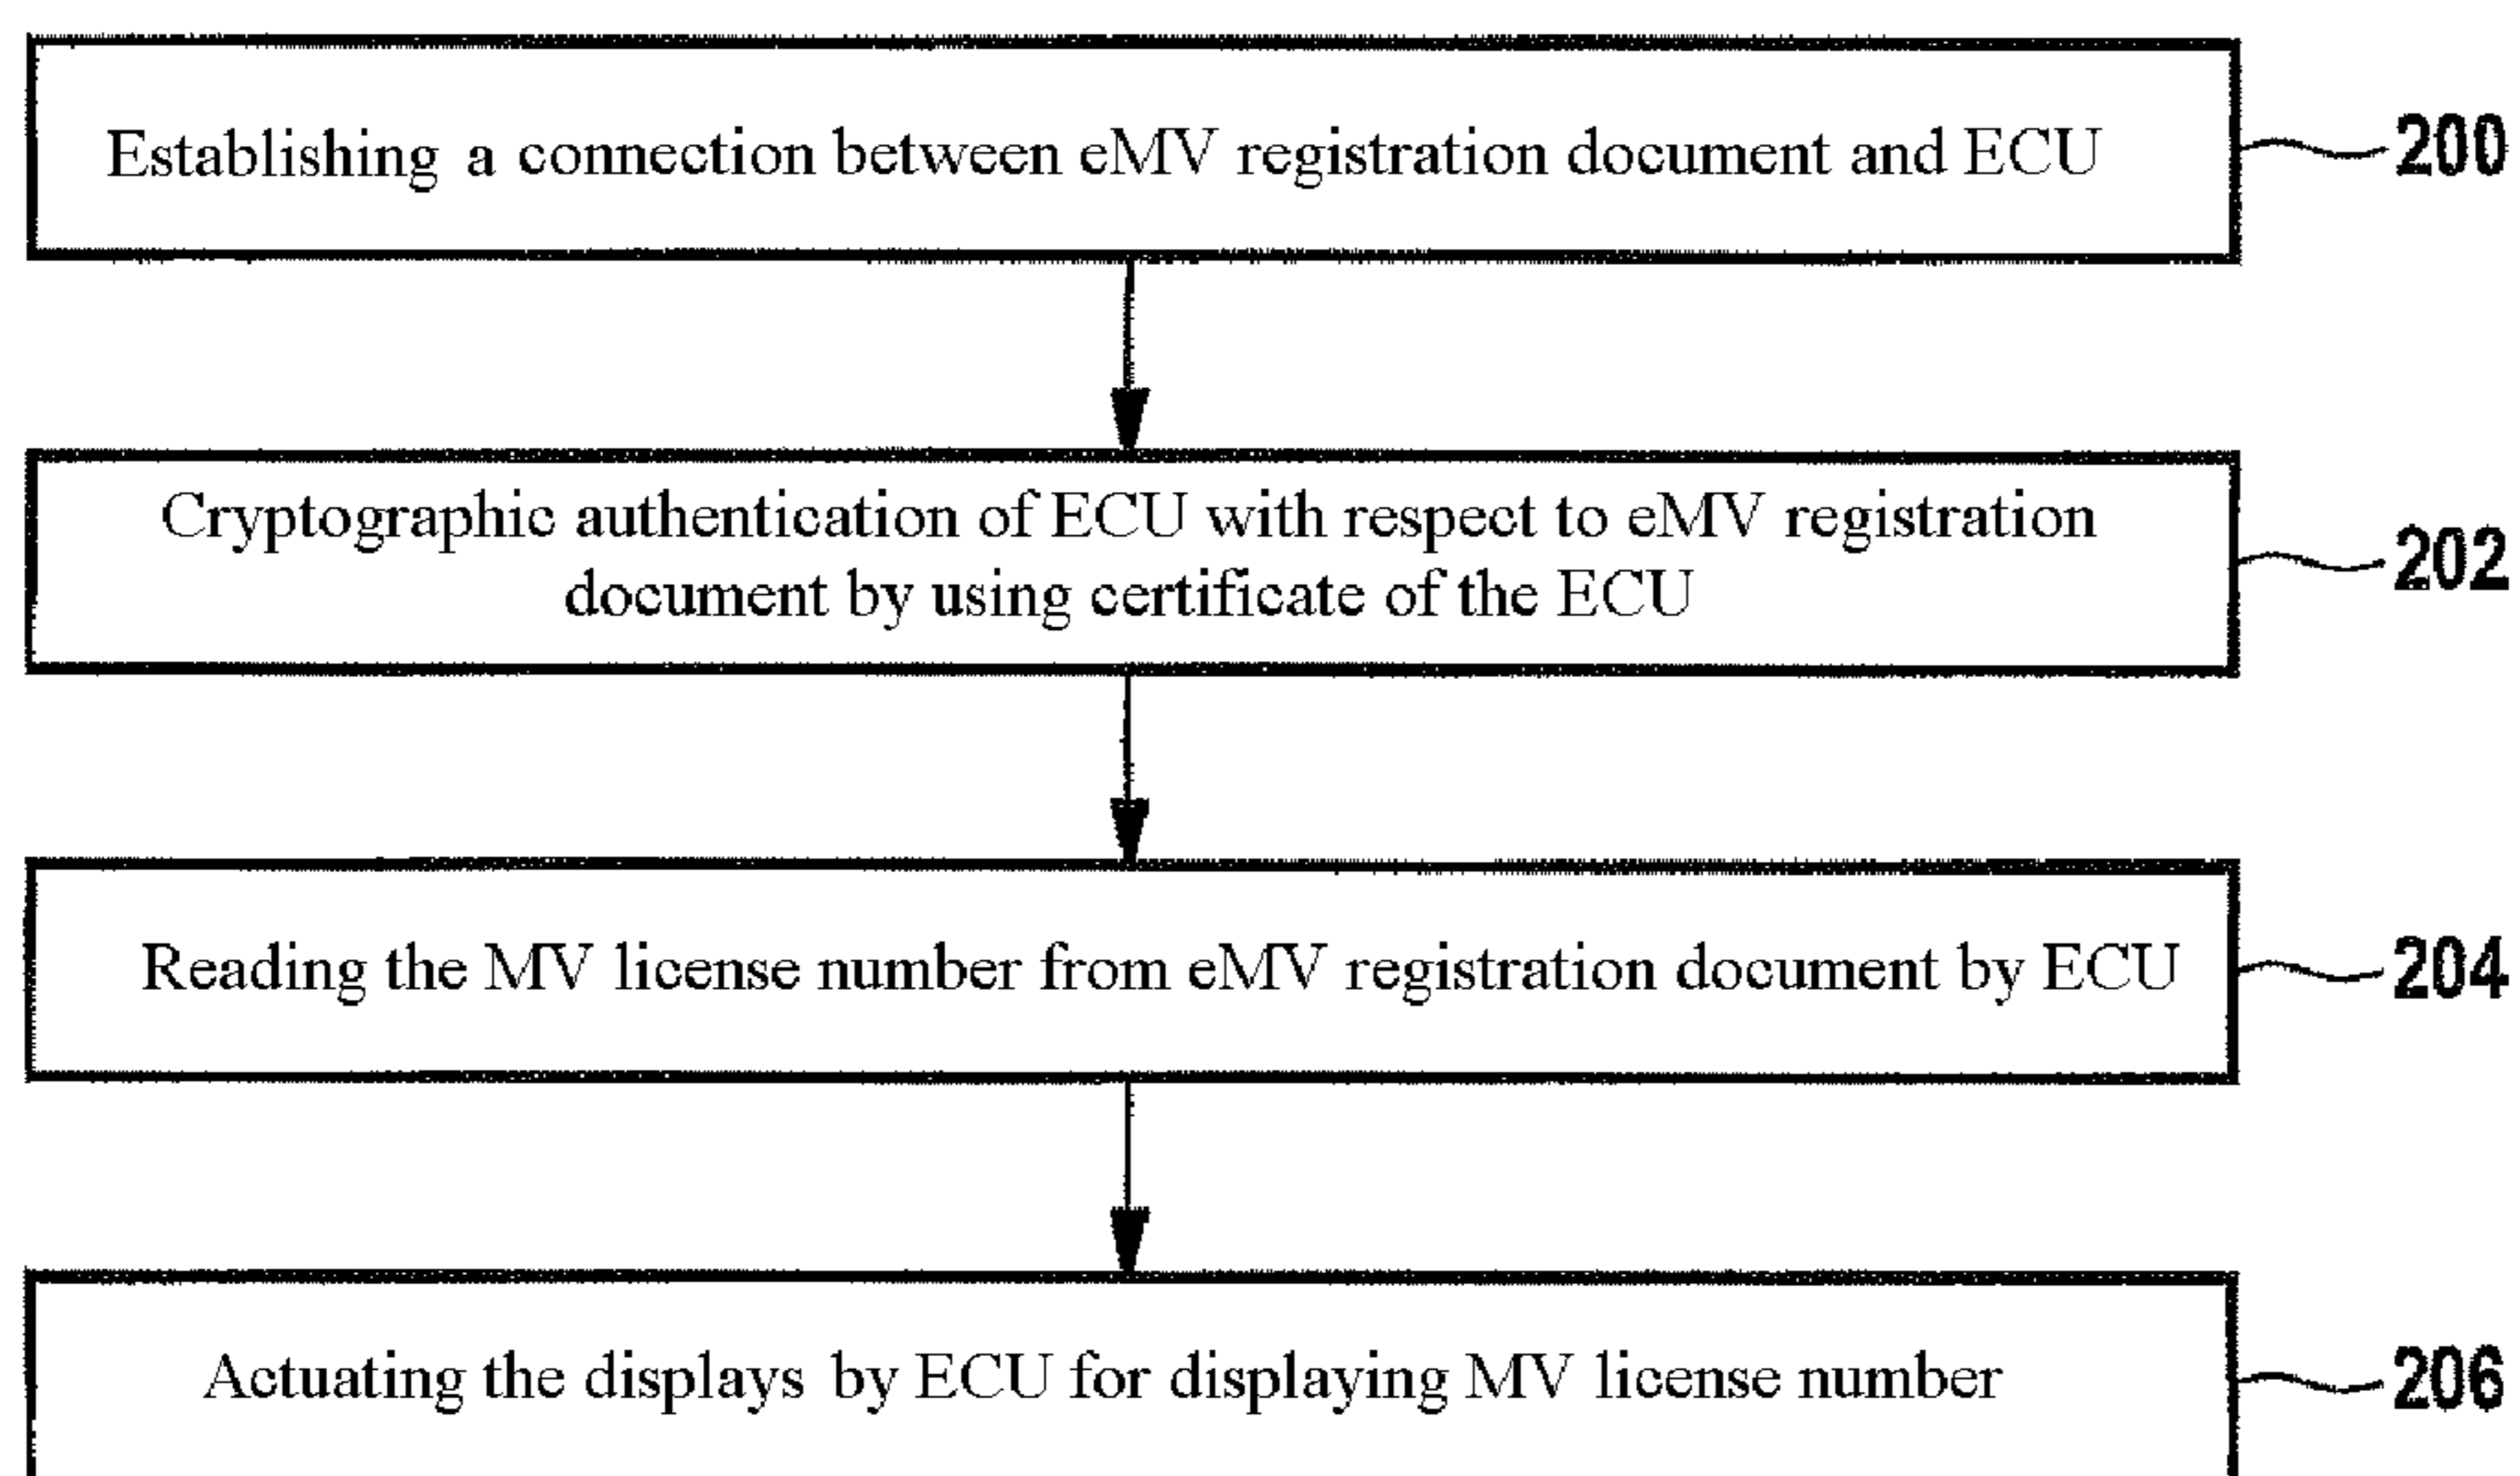 Establishing a connection between eMV registration document and ECU
200
Cryptographic authentication of ECU with respect to eMV registration
document by using certificate of the ECU
202
Reading the MV license number from eMV registration document by ECU
204
Actuating the displays by ECU for displaying MV license number
206